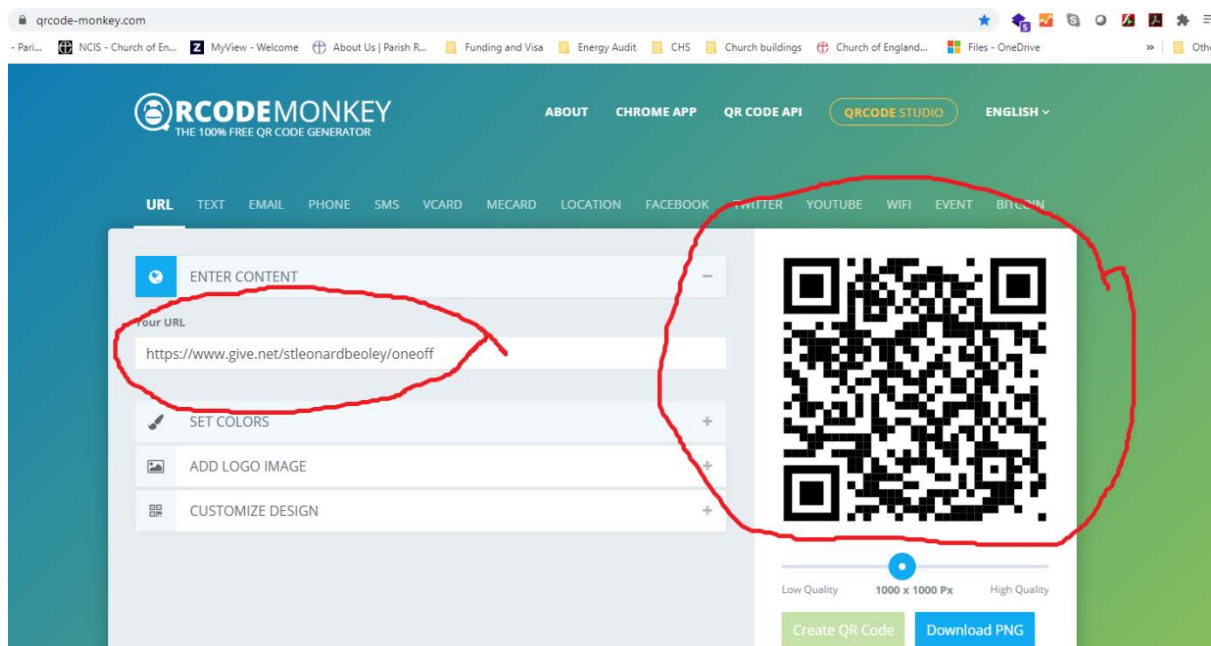 qrcode-monkey.com
- Pari... NCIS - Church of En... Z MyView - Welcome About Us | Parish R... Funding and Visa Energy Audit CHS Church buildings Church of England... Files - OneDrive » Othe
RCODEMONKEY
THE 100% FREE QR CODE GENERATOR
ABOUT CHROME APP QR CODE API QRCODE STUDIO ENGLISH
URL TEXT EMAIL PHONE SMS VCARD MECARD LOCATION FACEBOOK TWITTER YOUTUBE WIFI EVENT BITCOIN
ENTER CONTENT −
Your URL
https://www.give.net/stleonardbeoley/oneoff
SET COLORS +
ADD LOGO IMAGE +
CUSTOMIZE DESIGN +
Low Quality 1000 x 1000 Px High Quality
Create QR Code Download PNG